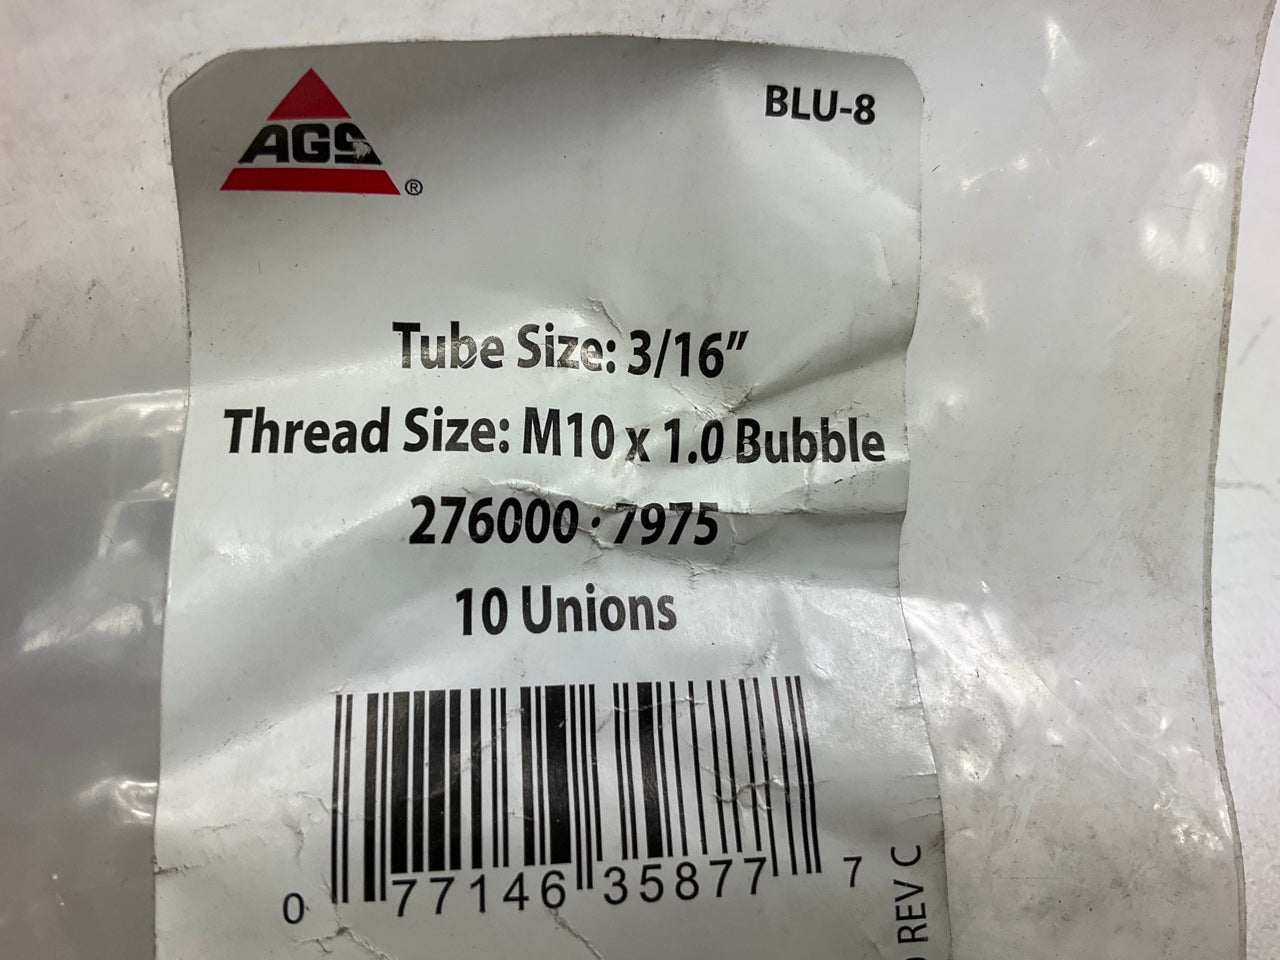 AGS ®
BLU-8
Tube Size: 3/16"
Thread Size: M10 x 1.0 Bubble
276000 · 7975
10 Unions
0 77146 35877 7
REV C